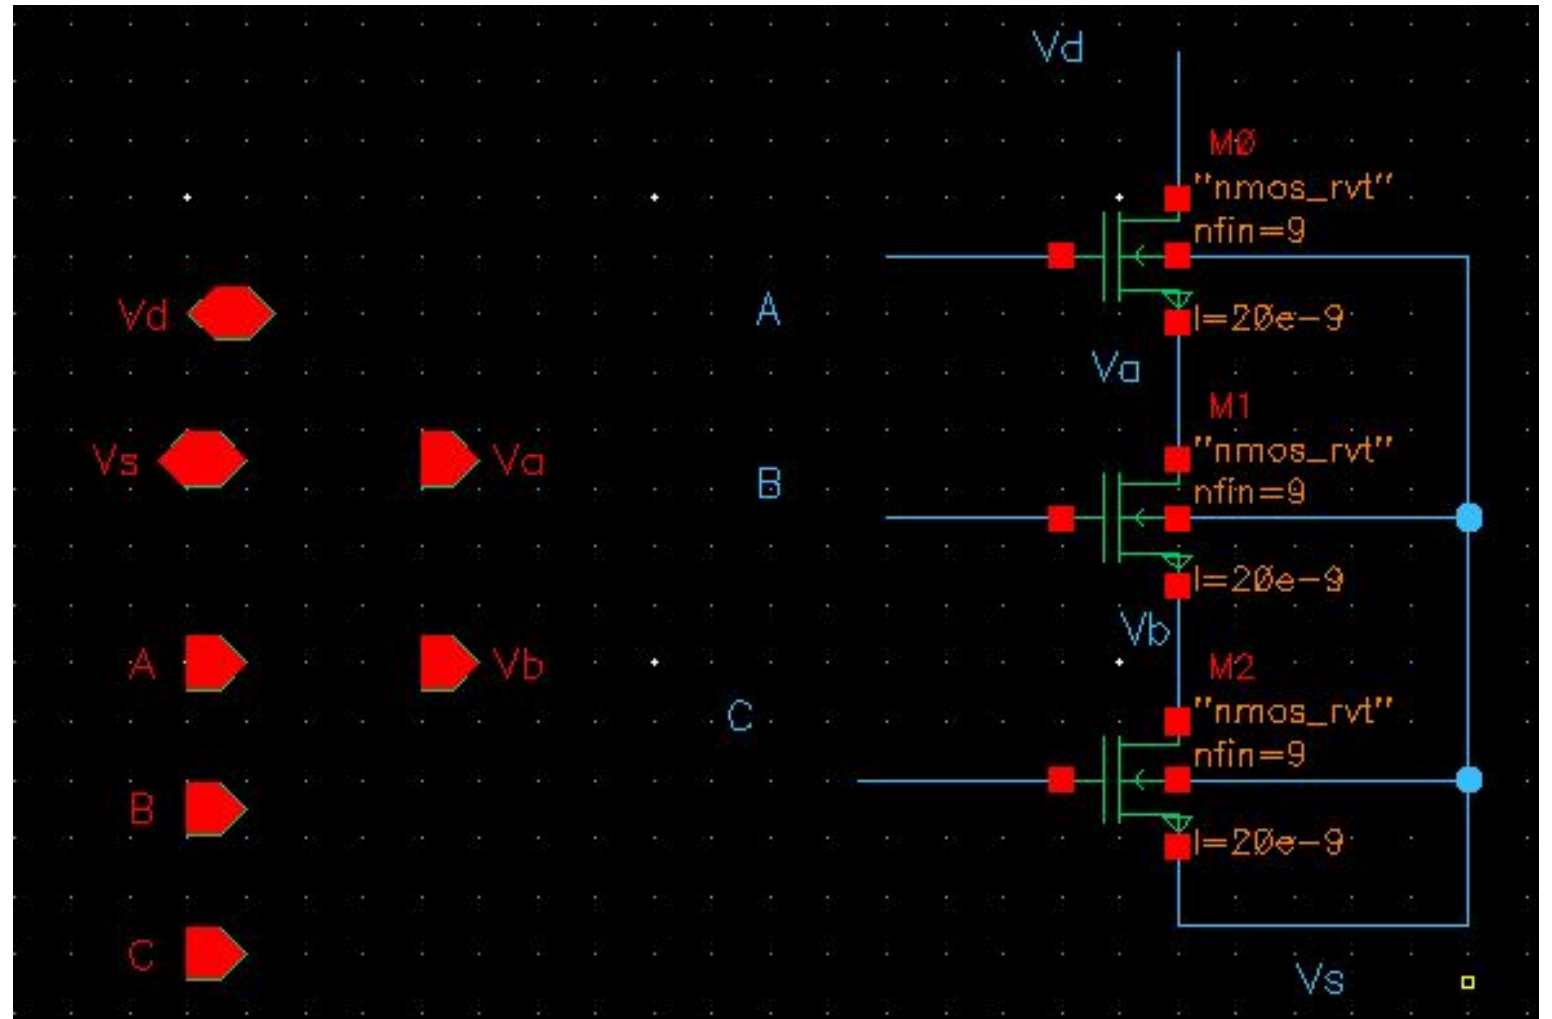 Vd
M0
"nmos_rvt"
nfin=9
Vd
A
l=20e-9
Va
M1
Vs
Va
B
"nmos_rvt"
nfin=9
l=20e-9
Vb
A
Vb
M2
C
"nmos_rvt"
nfin=9
B
l=20e-9
C
Vs